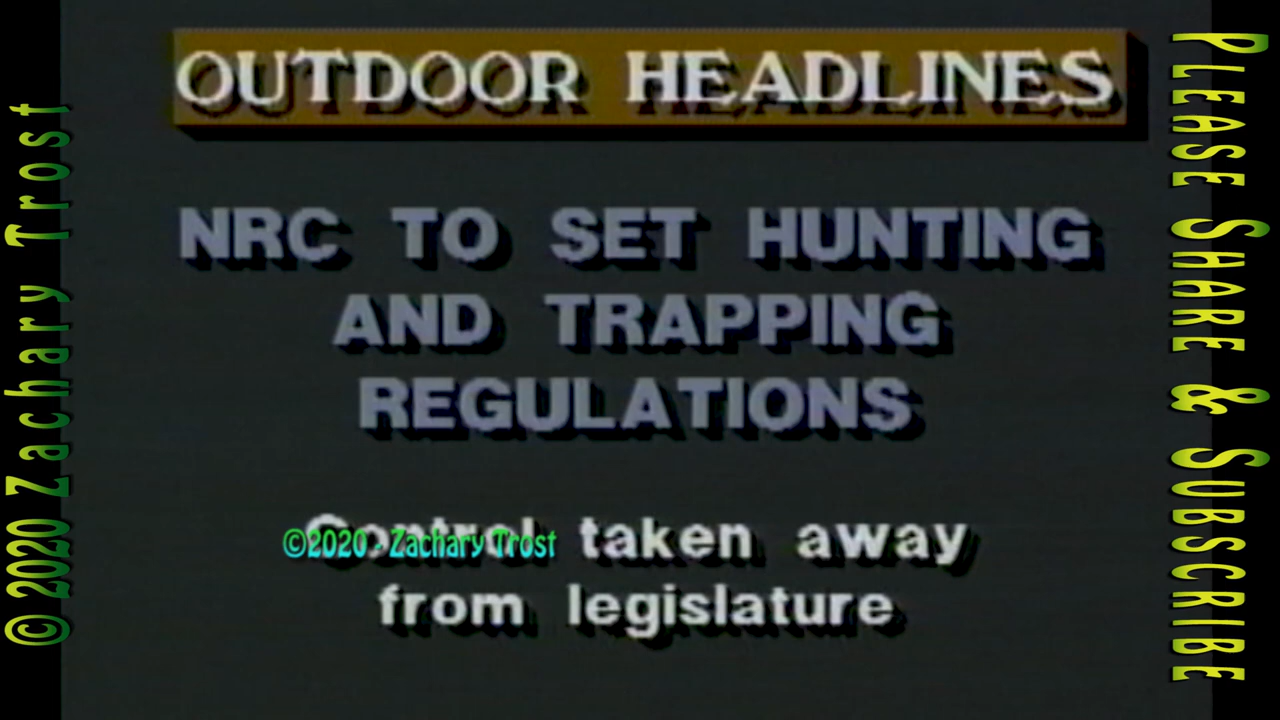 OUTDOOR HEADLINES
NRC TO SET HUNTING
AND TRAPPING
REGULATIONS
Control taken away
from legislature
©2020 - Zachary Trost
© 2020 Zachary Trost
PLEASE SHARE & SUBSCRIBE